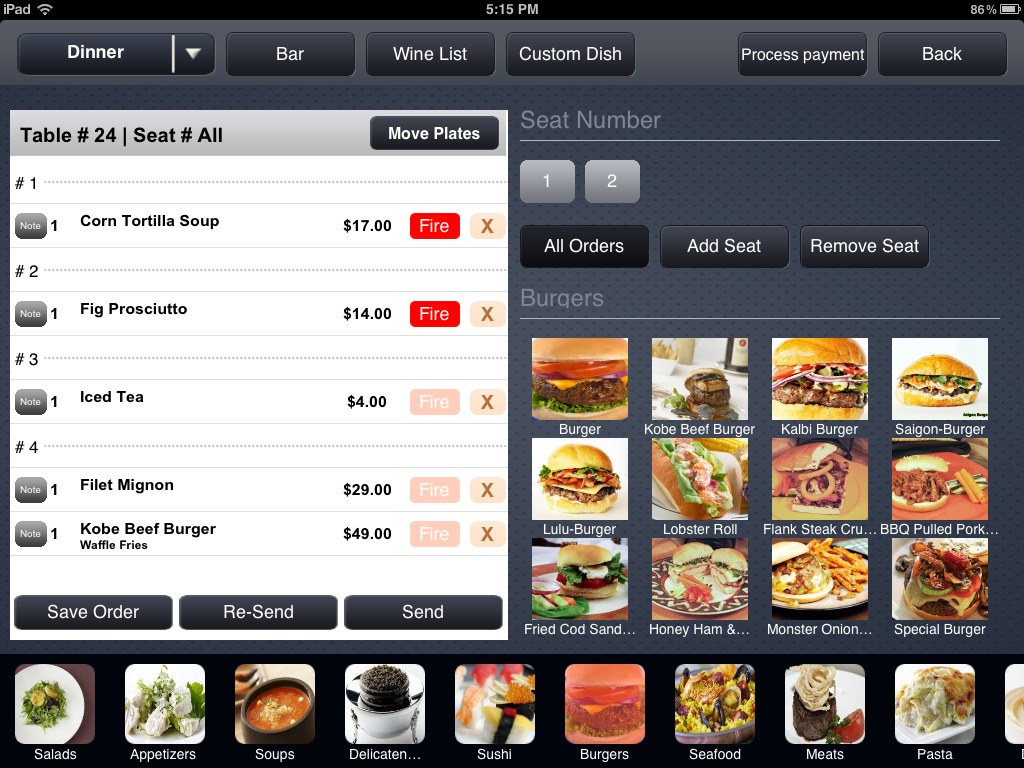 iPad 5:15 PM 86%
Dinner Bar Wine List Custom Dish Process payment Back
Table # 24 | Seat # All Move Plates
# 1
Note 1 Corn Tortilla Soup $17.00 Fire X
# 2
Note 1 Fig Prosciutto $14.00 Fire X
# 3
Note 1 Iced Tea $4.00 Fire X
# 4
Note 1 Filet Mignon $29.00 Fire X
Note 1 Kobe Beef Burger $49.00 Fire X
Waffle Fries
Save Order Re-Send Send
Seat Number
1 2
All Orders Add Seat Remove Seat
Burgers
Burger Kobe Beef Burger Kalbi Burger Saigon-Burger
Lulu-Burger Lobster Roll Flank Steak Cru... BBQ Pulled Pork...
Fried Cod Sand... Honey Ham &... Monster Onion... Special Burger
Salads Appetizers Soups Delicaten... Sushi Burgers Seafood Meats Pasta